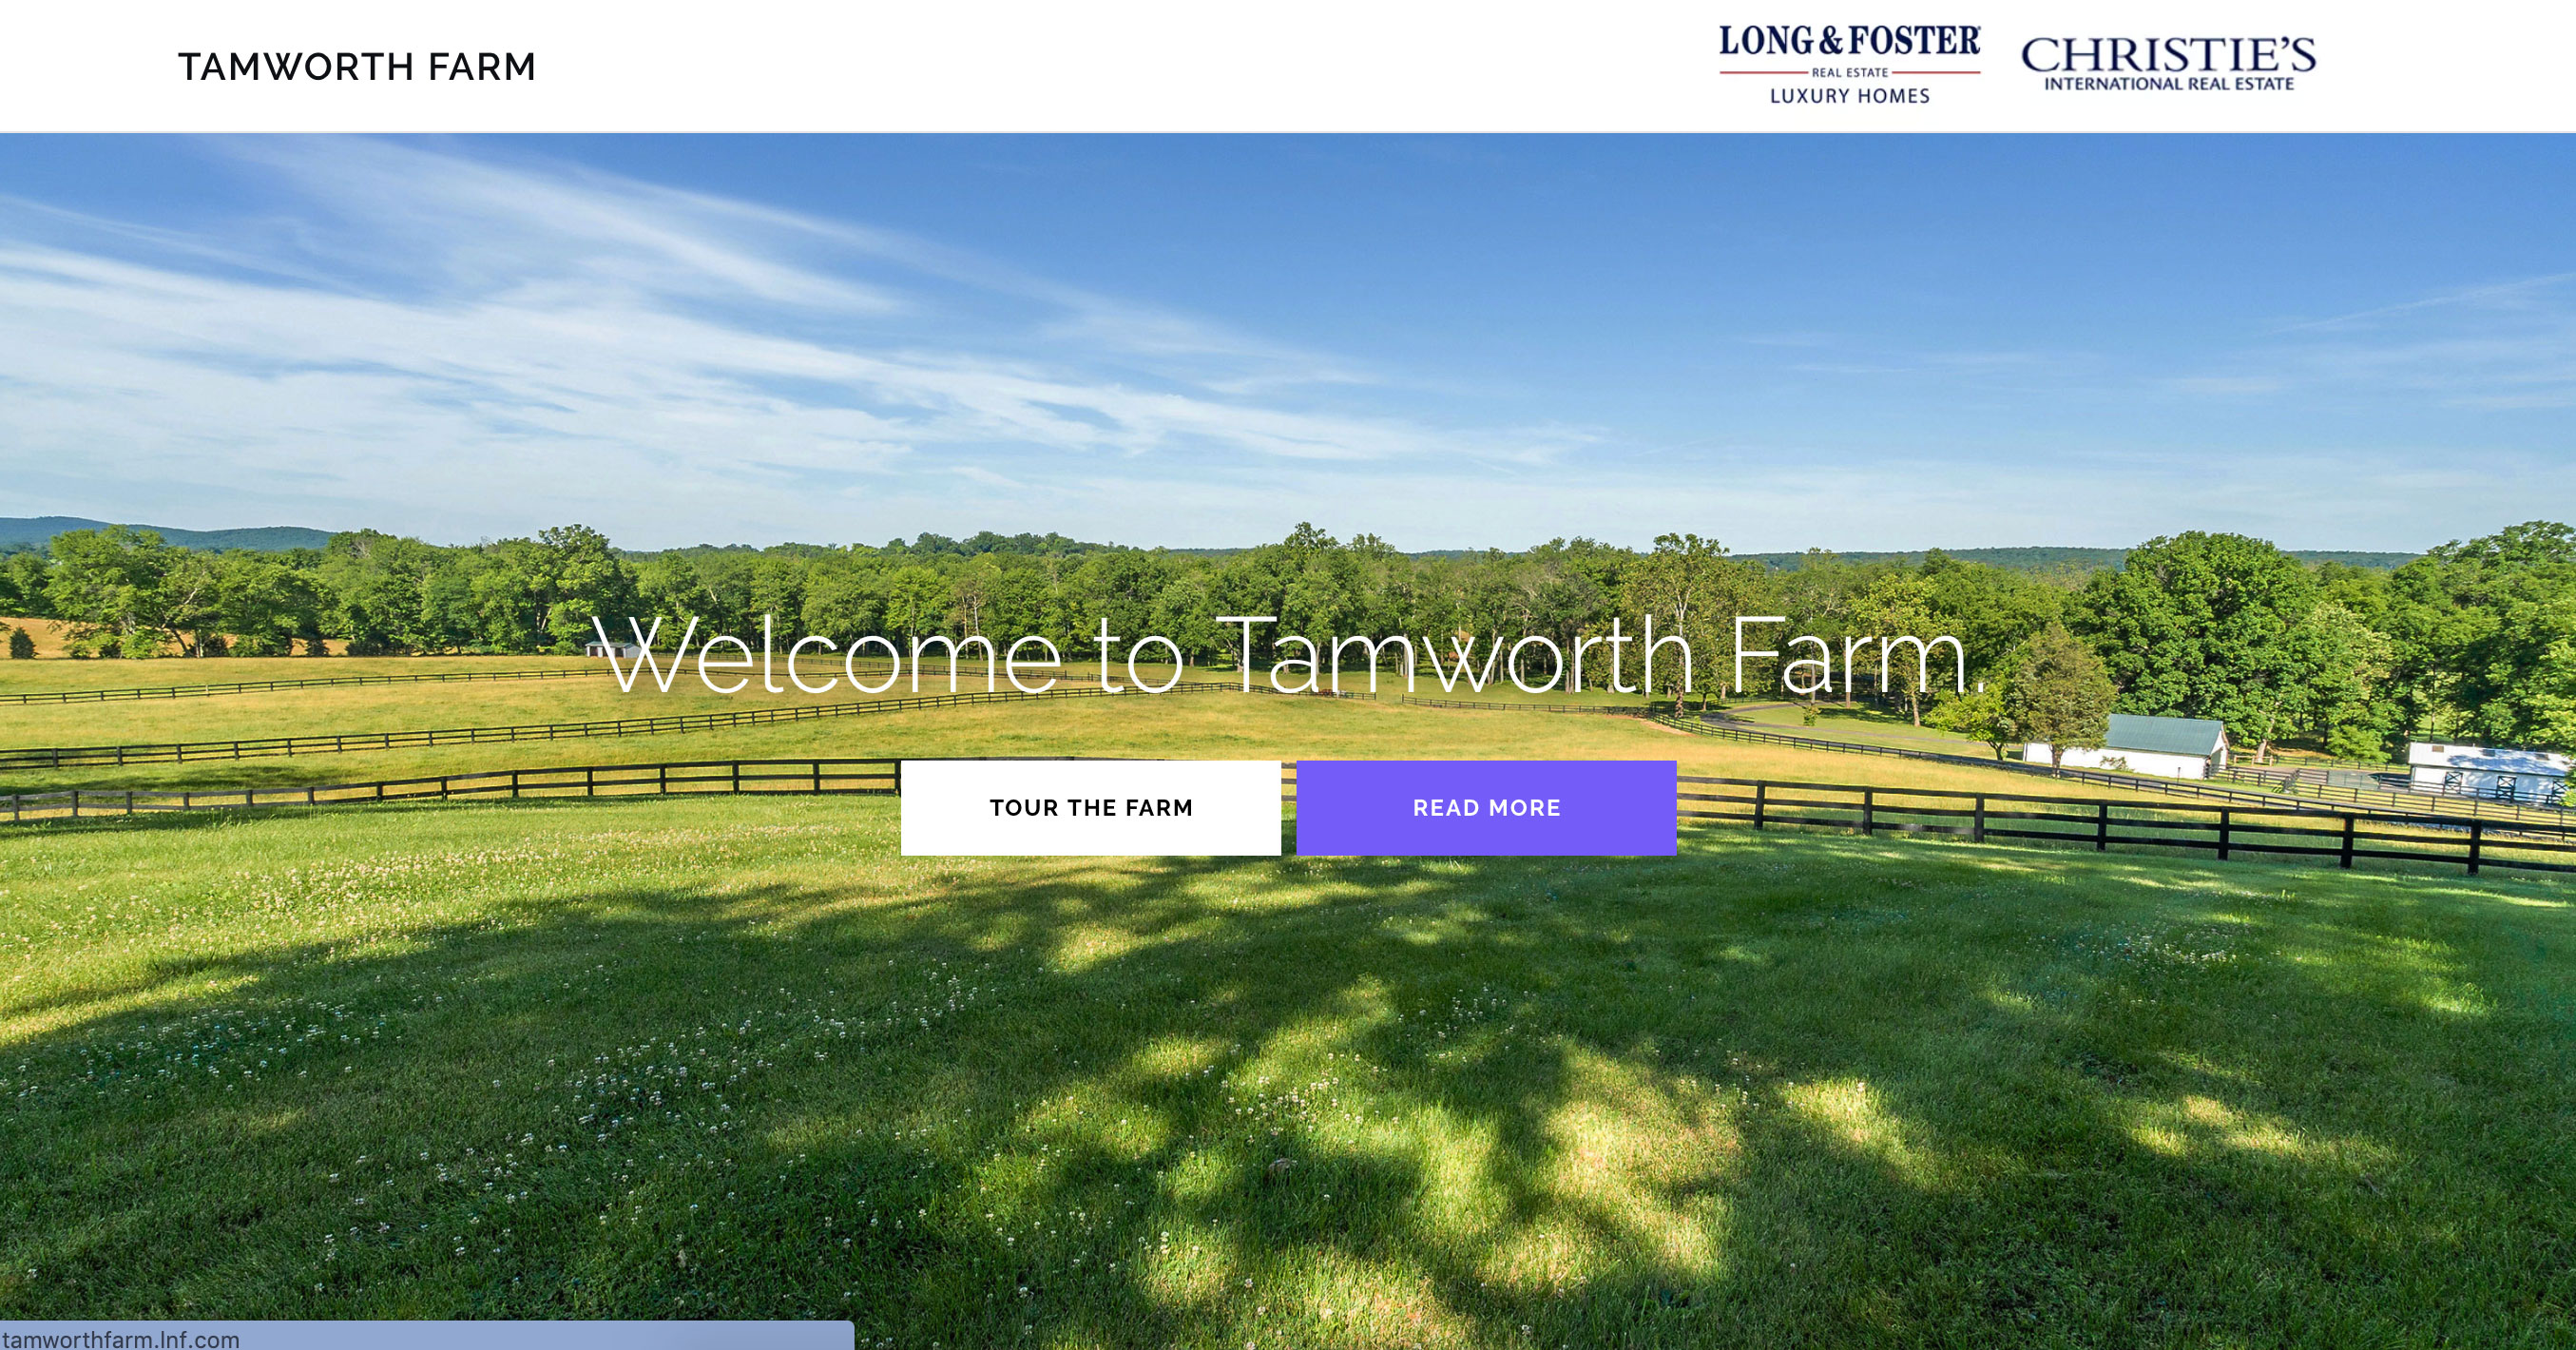 TAMWORTH FARM
LONG & FOSTER
REAL ESTATE
LUXURY HOMES
CHRISTIE'S
INTERNATIONAL REAL ESTATE
Welcome to Tamworth Farm.
TOUR THE FARM
READ MORE
tamworthfarm.lnf.com